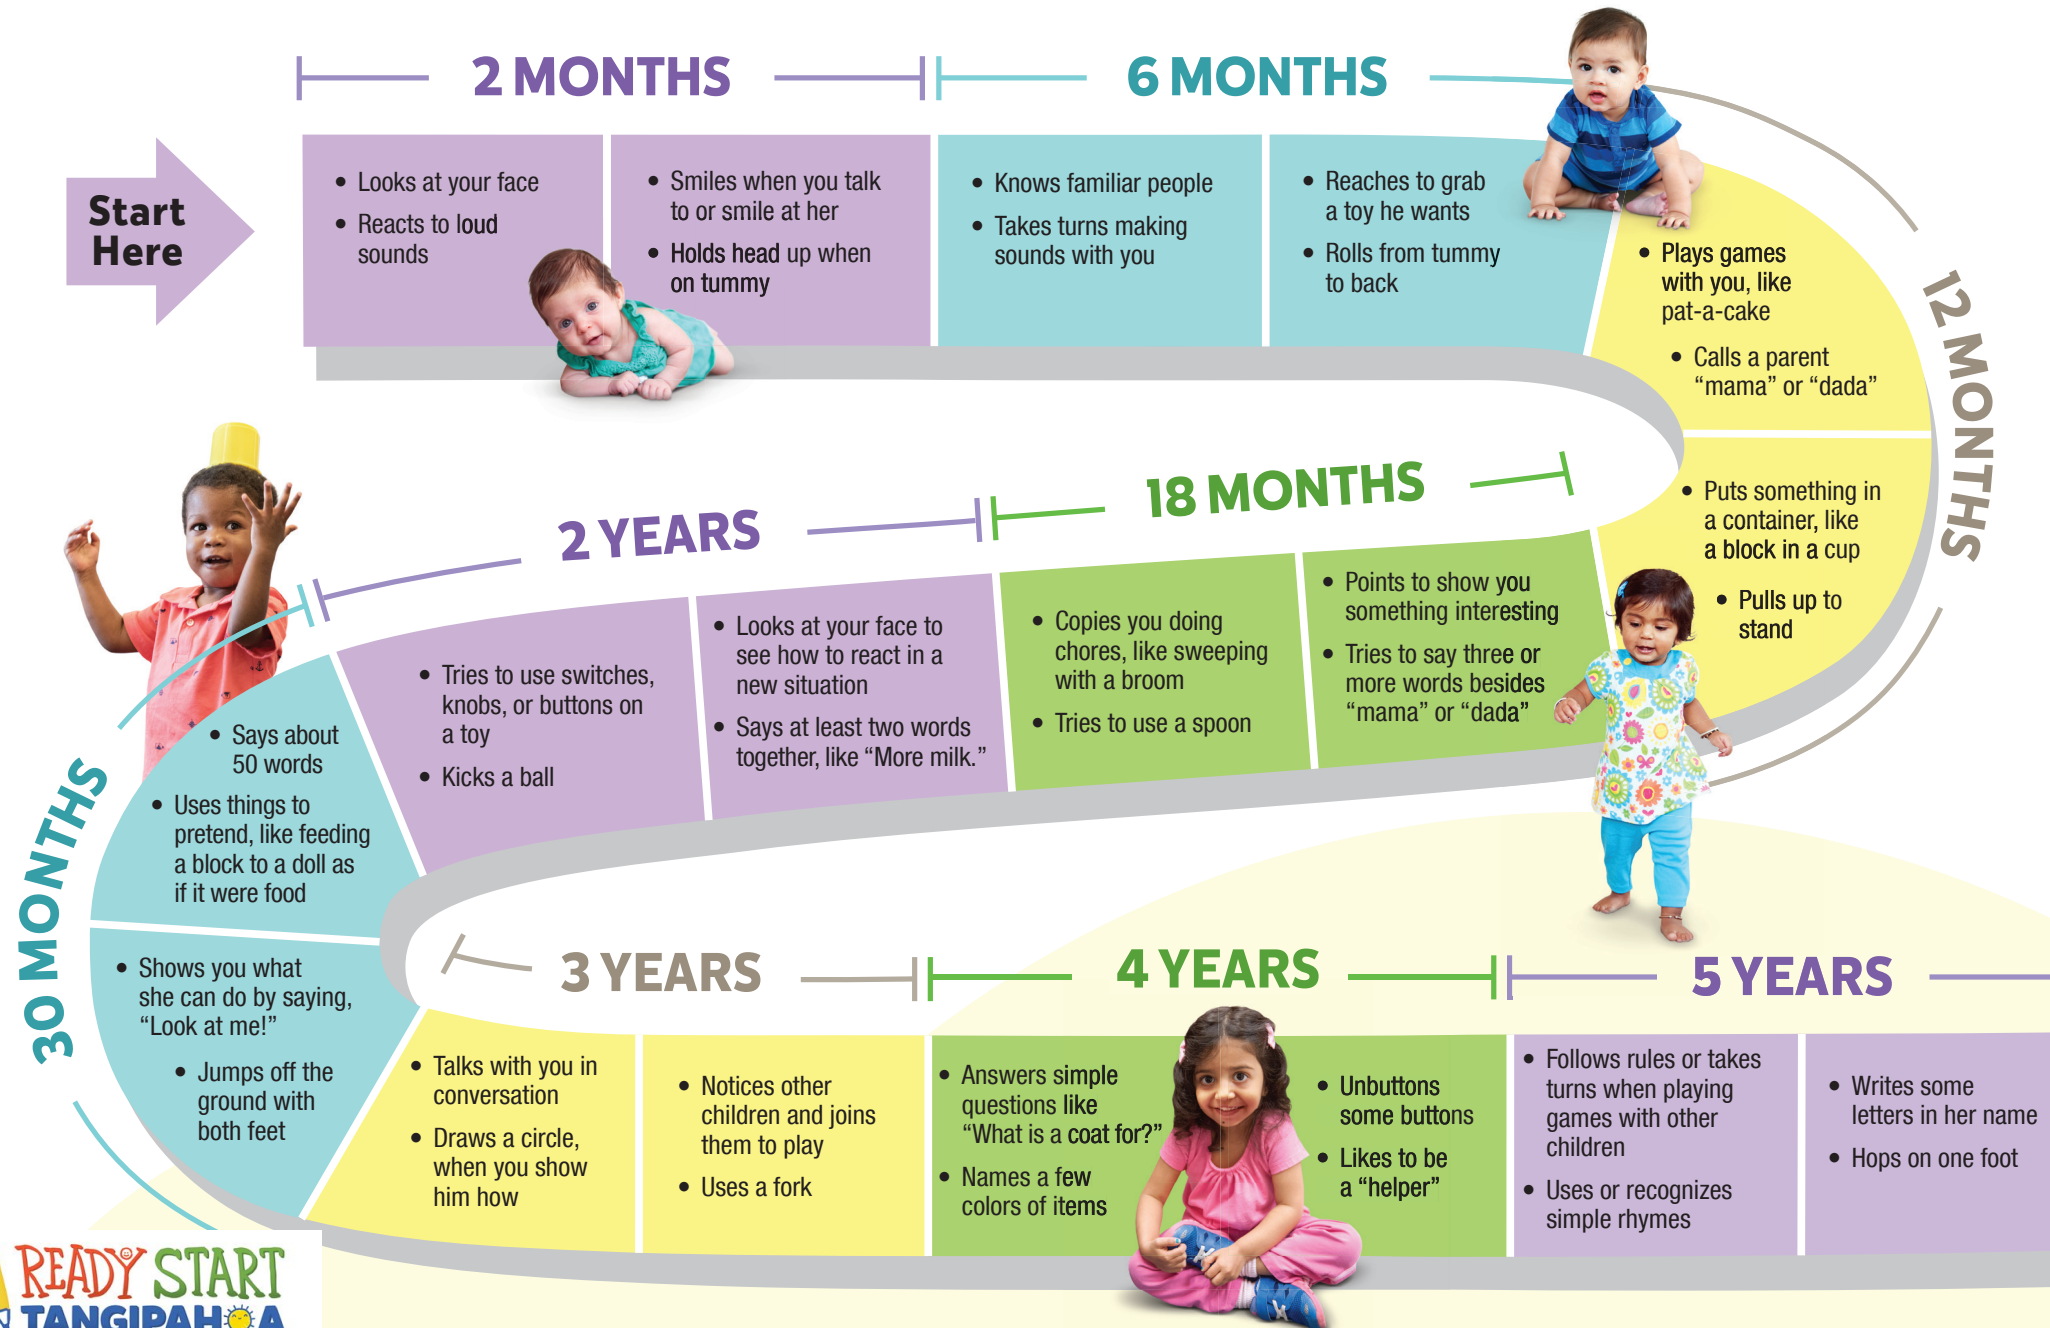 Start
Here
2 MONTHS
• Looks at your face
• Reacts to loud
sounds
• Smiles when you talk
to or smile at her
• Holds head up when
on tummy
6 MONTHS
• Knows familiar people
• Takes turns making
sounds with you
• Reaches to grab
a toy he wants
• Rolls from tummy
to back
12 MONTHS
• Plays games
with you, like
pat-a-cake
• Calls a parent
“mama” or “dada”
• Puts something in
a container, like
a block in a cup
• Pulls up to
stand
18 MONTHS
• Points to show you
something interesting
• Tries to say three or
more words besides
“mama” or “dada”
• Copies you doing
chores, like sweeping
with a broom
• Tries to use a spoon
2 YEARS
• Looks at your face to
see how to react in a
new situation
• Says at least two words
together, like “More milk.”
• Tries to use switches,
knobs, or buttons on
a toy
• Kicks a ball
30 MONTHS
• Says about
50 words
• Uses things to
pretend, like feeding
a block to a doll as
if it were food
• Shows you what
she can do by saying,
“Look at me!”
• Jumps off the
ground with
both feet
3 YEARS
• Talks with you in
conversation
• Draws a circle,
when you show
him how
• Notices other
children and joins
them to play
• Uses a fork
4 YEARS
• Answers simple
questions like
“What is a coat for?”
• Names a few
colors of items
• Unbuttons
some buttons
• Likes to be
a “helper”
5 YEARS
• Follows rules or takes
turns when playing
games with other
children
• Uses or recognizes
simple rhymes
• Writes some
letters in her name
• Hops on one foot
READY START
TANGIPAHOA